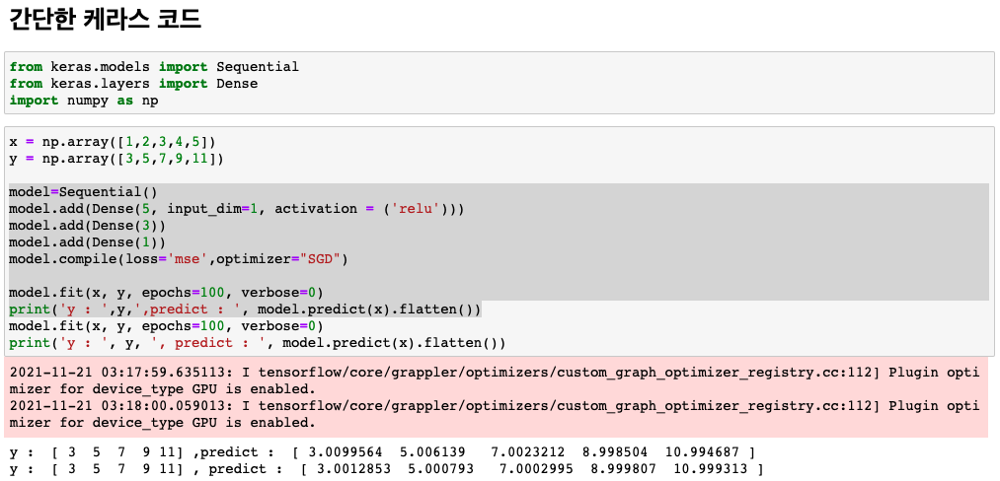 간단한 케라스 코드
from keras.models import Sequential
from keras.layers import Dense
import numpy as np
x = np.array([1,2,3,4,5])
y = np.array([3,5,7,9,11])
model=Sequential()
model.add(Dense(5, input_dim=1, activation = ('relu')))
model.add(Dense(3))
model.add(Dense(1))
model.compile(loss='mse',optimizer="SGD")
model.fit(x, y, epochs=100, verbose=0)
print('y : ',y,',predict : ', model.predict(x).flatten())
model.fit(x, y, epochs=100, verbose=0)
print('y : ', y, ', predict : ', model.predict(x).flatten())
2021-11-21 03:17:59.635113: I tensorflow/core/grappler/optimizers/custom_graph_optimizer_registry.cc:112] Plugin opti
mizer for device_type GPU is enabled.
2021-11-21 03:18:00.059013: I tensorflow/core/grappler/optimizers/custom_graph_optimizer_registry.cc:112] Plugin opti
mizer for device_type GPU is enabled.
y :  [ 3  5  7  9 11] ,predict :  [ 3.0099564  5.006139   7.0023212  8.998504  10.994687 ]
y :  [ 3  5  7  9 11] , predict :  [ 3.0012853  5.000793   7.0002995  8.999807  10.999313 ]